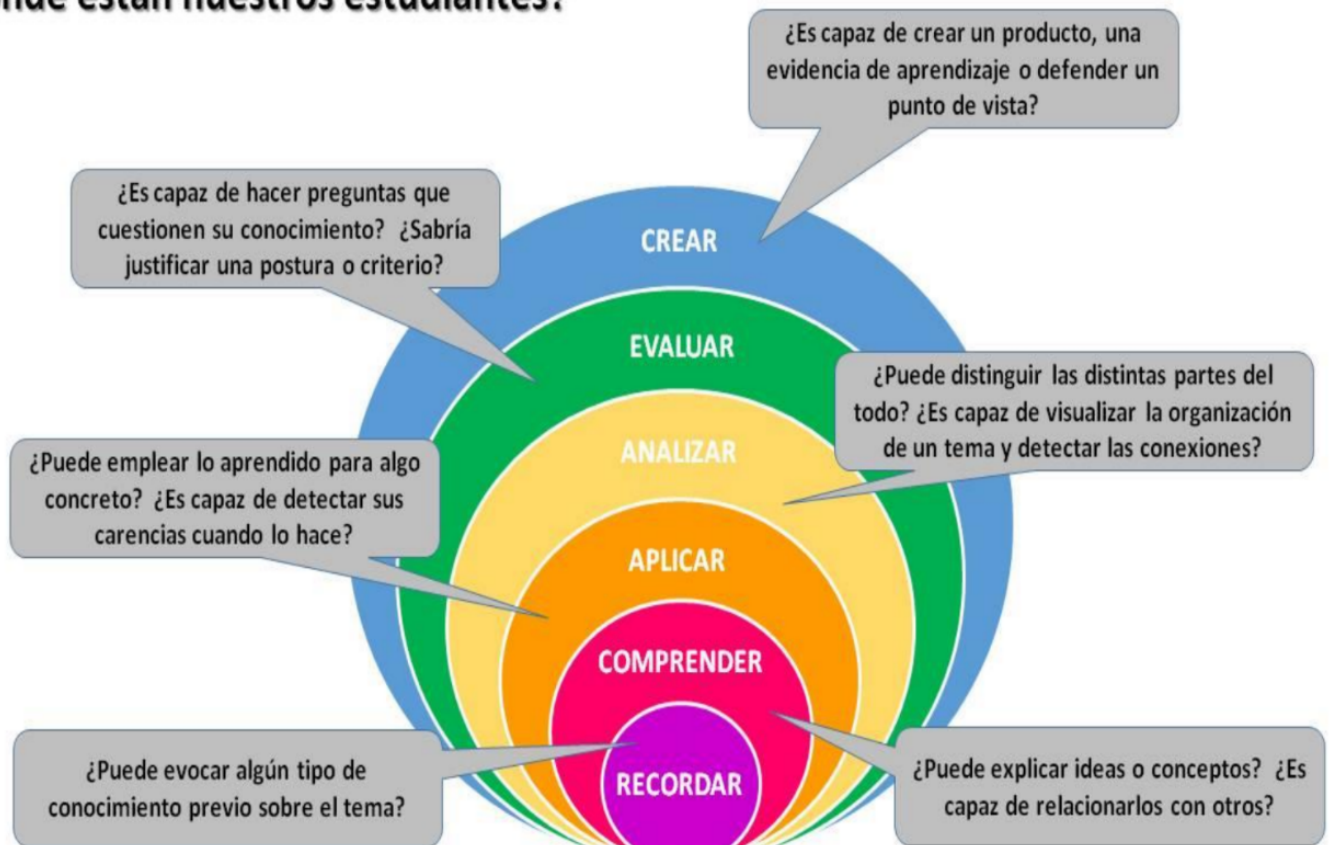 nde están nuestros estudiantes?
¿Es capaz de crear un producto, una
evidencia de aprendizaje o defender un
punto de vista?
¿Es capaz de hacer preguntas que
cuestionen su conocimiento? ¿Sabría
justificar una postura o criterio?
CREAR
EVALUAR
¿Puede distinguir las distintas partes del
todo? ¿Es capaz de visualizar la organización
de un tema y detectar las conexiones?
ANALIZAR
¿Puede emplear lo aprendido para algo
concreto? ¿Es capaz de detectar sus
carencias cuando lo hace?
APLICAR
COMPRENDER
¿Puede evocar algún tipo de
conocimiento previo sobre el tema?
RECORDAR
¿Puede explicar ideas o conceptos? ¿Es
capaz de relacionarlos con otros?